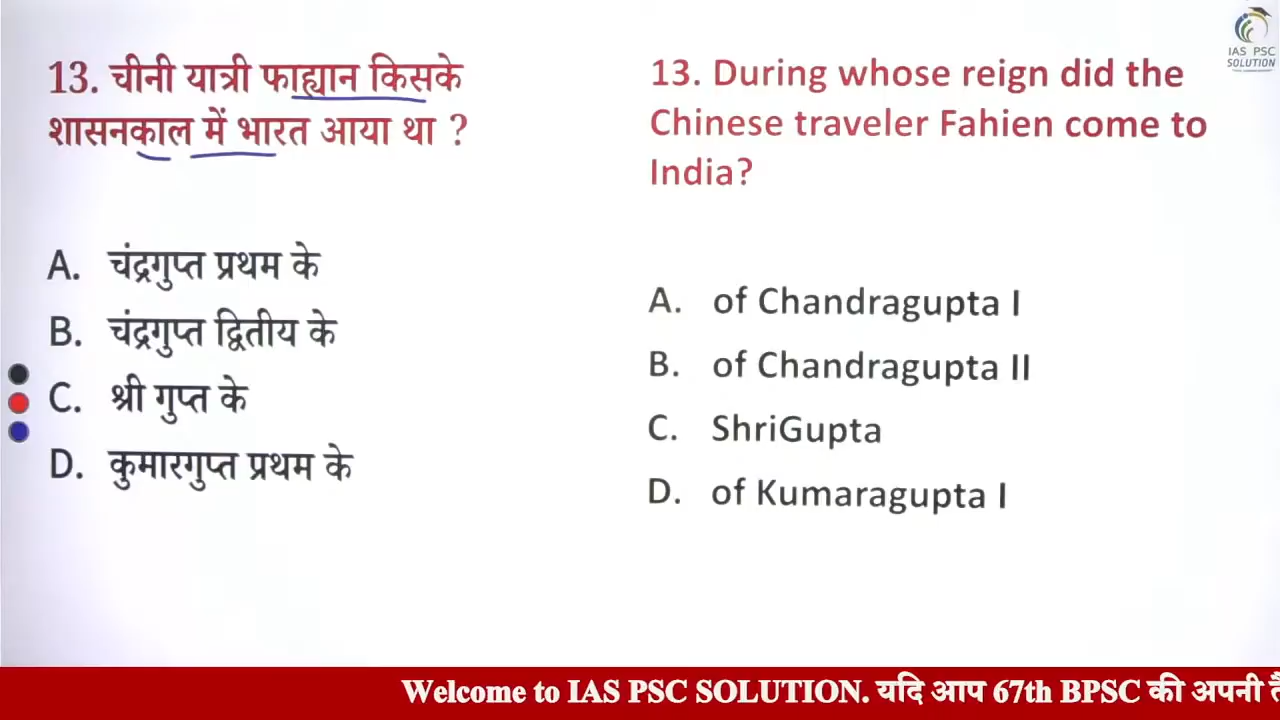 13. चीनी यात्री फाह्यान किसके
शासनकाल में भारत आया था ?
A. चंद्रगुप्त प्रथम के
B. चंद्रगुप्त द्वितीय के
C. श्री गुप्त के
D. कुमारगुप्त प्रथम के
13. During whose reign did the
Chinese traveler Fahien come to
India?
A. of Chandragupta I
B. of Chandragupta II
C. ShriGupta
D. of Kumaragupta I
IAS PSC
SOLUTION
Welcome to IAS PSC SOLUTION. यदि आप 67th BPSC की अपनी